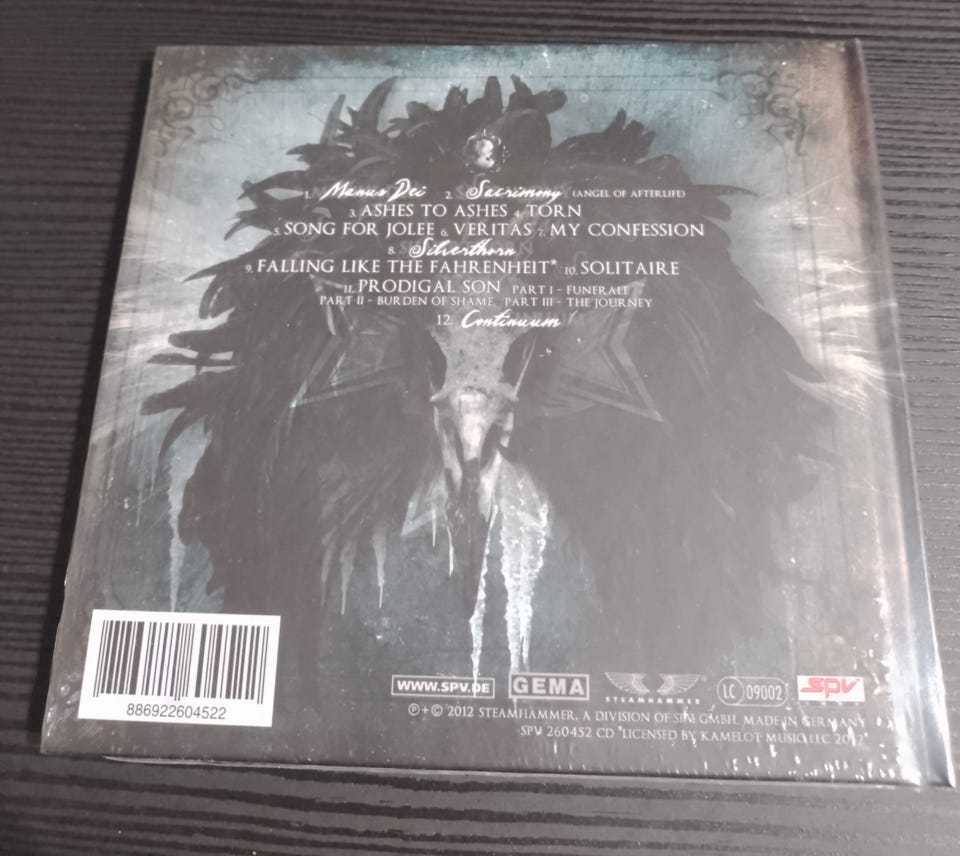 1. Manus Dei 2. Sacrimony (ANGEL OF AFTERLIFE)
3. ASHES TO ASHES 4. TORN
5. SONG FOR JOLEE 6. VERITAS 7. MY CONFESSION
8. Silverthorn
9. FALLING LIKE THE FAHRENHEIT* 10. SOLITAIRE
11. PRODIGAL SON PART I - FUNERALE
PART II - BURDEN OF SHAME PART III - THE JOURNEY
12. Continuum
WWW.SPV.DE GEMA STEAMHAMMER LC 09002 SPV
℗+© 2012 STEAMHAMMER, A DIVISION OF SPV GMBH, MADE IN GERMANY
SPV 260452 CD *LICENSED BY KAMELOT MUSIC LLC 2012
886922604522